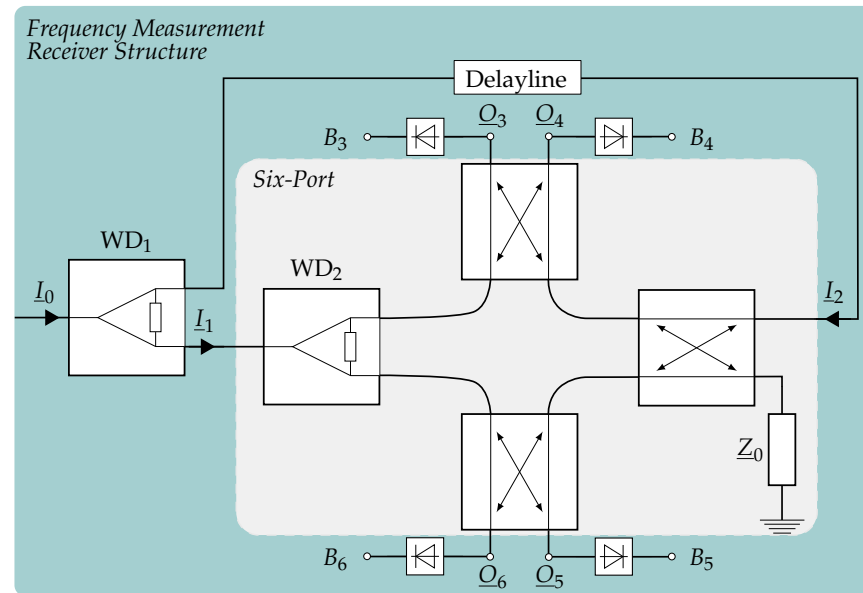 Frequency Measurement
Receiver Structure
Delayline
B₃
O₃
O₄
B₄
Six-Port
WD₁
WD₂
I₀
I₁
I₂
Z₀
B₆
O₆
O₅
B₅